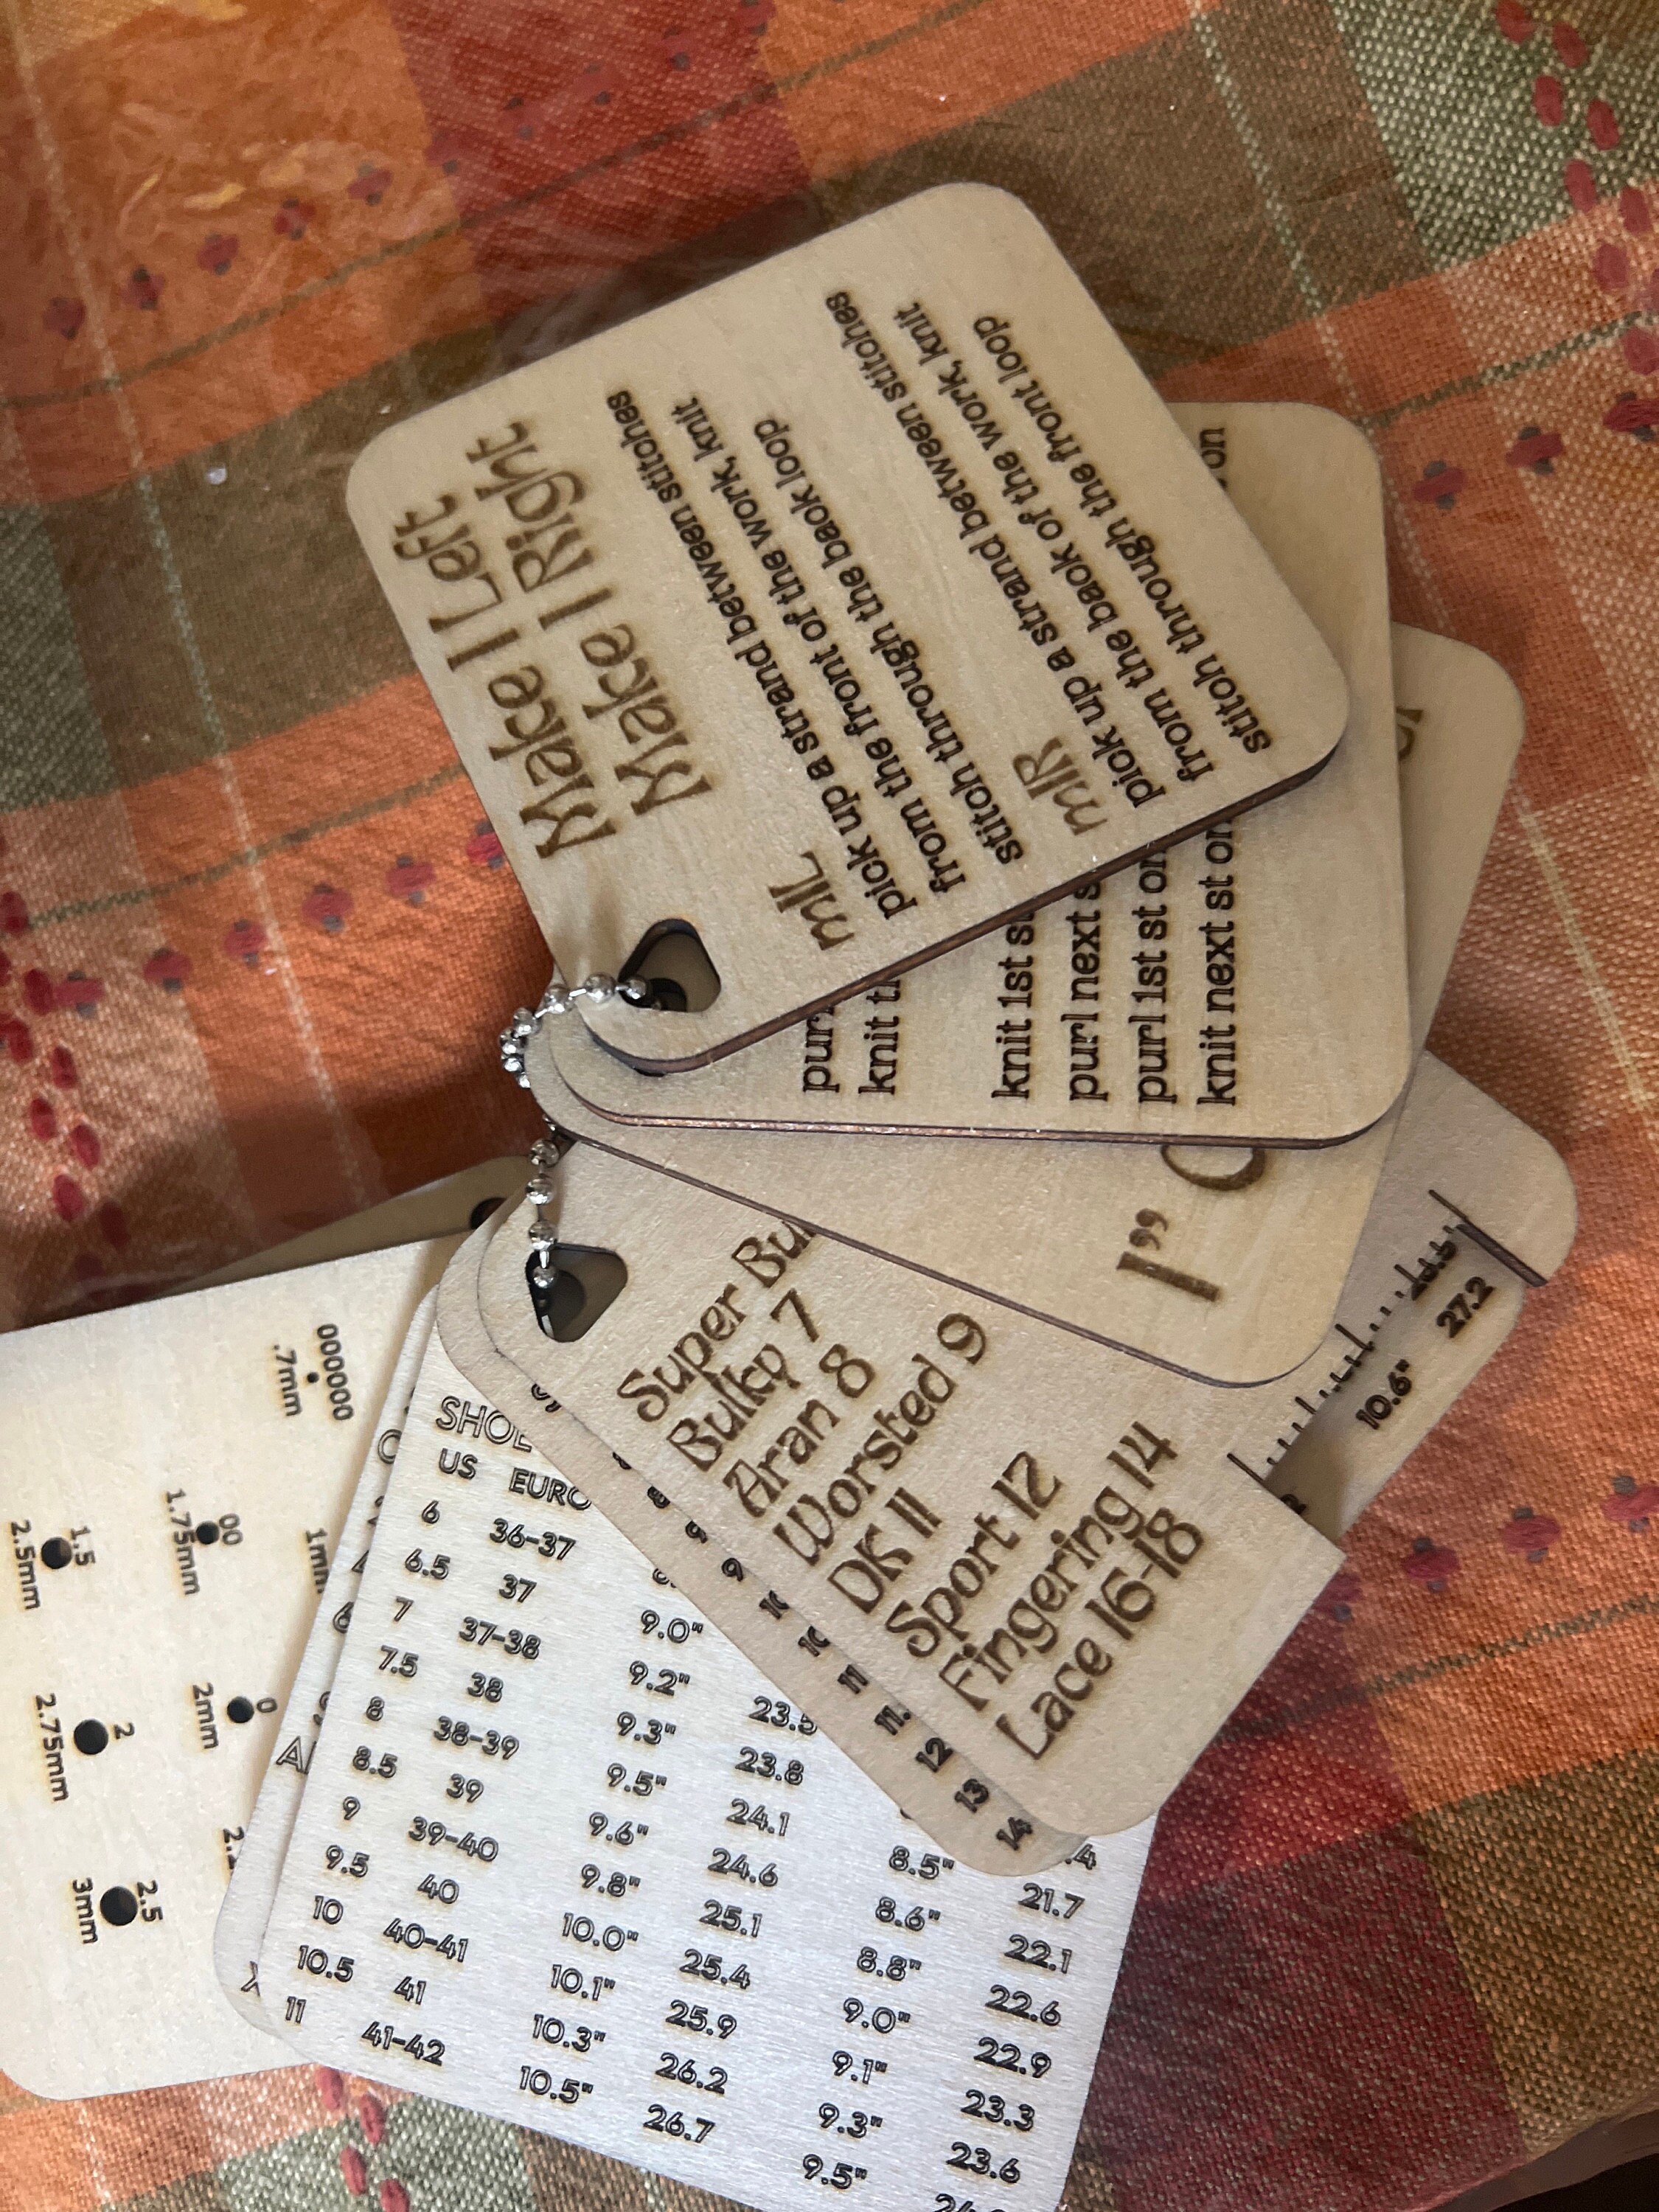 Make 1 Left
Make 1 Right
m1L
pick up a strand between stitches
from the front of the work, knit
stitch through the back loop
m1R
pick up a strand between stitches
from the back of the work, knit
stitch through the front loop
on
purl
knit
knit 1st
purl next
purl 1st st
knit next st
1"
Super
Bulky 7
Aran 8
Worsted 9
DK 11
Sport 12
Fingering 14
Lace 16-18
10.6" 27.2
11
12
13
14
US EURO
6 36-37
6.5 37 9.0"
7 37-38 9.2"
7.5 38 9.3" 23.5
8 38-39 9.5" 23.8
8.5 39 9.6" 24.1
9 39-40 9.8" 24.6 8.5" 21.7
9.5 40 10.0" 25.1 8.6" 22.1
10 40-41 10.1" 25.4 8.8" 22.6
10.5 41 10.3" 25.9 9.0" 22.9
11 41-42 10.5" 26.2 9.1" 23.3
26.7 9.3" 23.6
9.5"
000000
.7mm
00
1.75mm
1mm
1.5
2.5mm
0
2mm
2
2.75mm
2.5
3mm